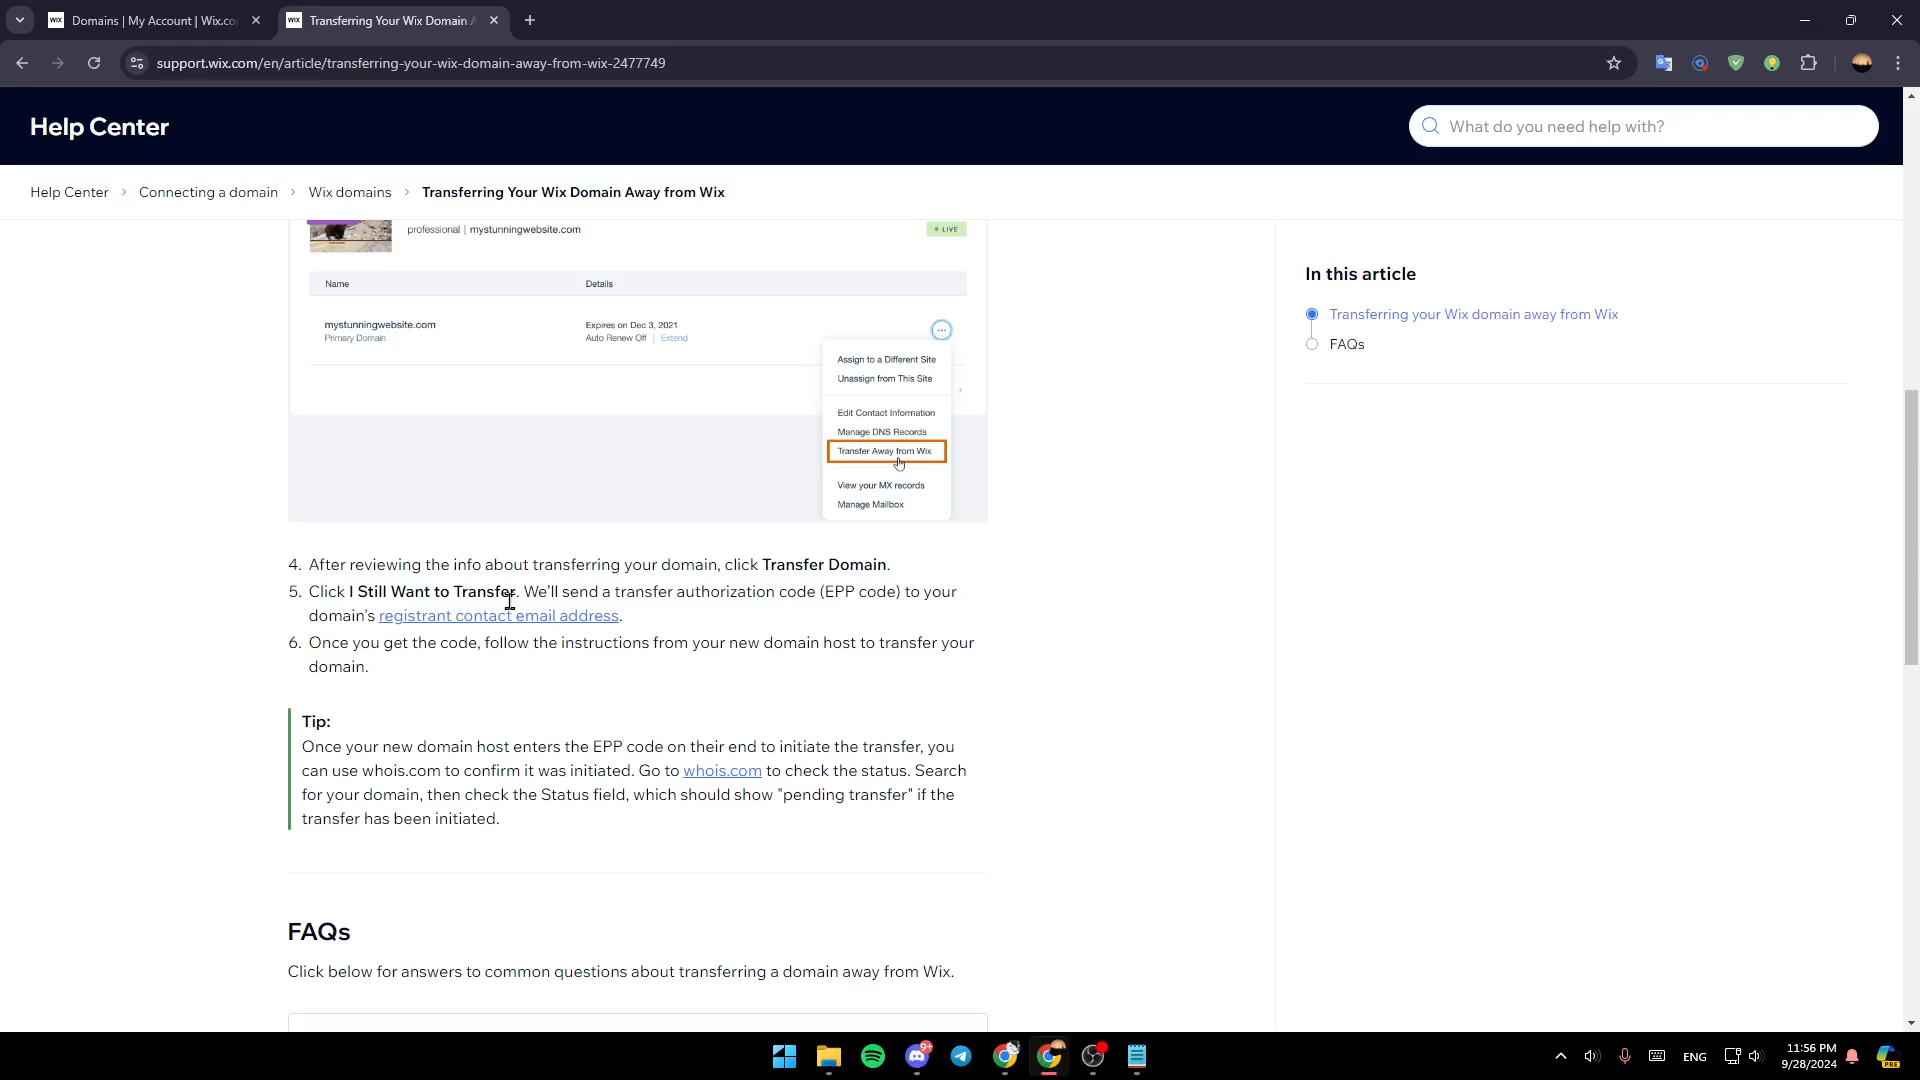 WIX Domains | My Account | Wix.co
WIX Transferring Your Wix Domain A
support.wix.com/en/article/transferring-your-wix-domain-away-from-wix-2477749
Help Center
What do you need help with?
Help Center > Connecting a domain > Wix domains > Transferring Your Wix Domain Away from Wix
professional | mystunningwebsite.com
LIVE
Name Details
mystunningwebsite.com Expires on Dec 3, 2021
Primary Domain Auto Renew Off | Extend
Assign to a Different Site
Unassign from This Site
Edit Contact Information
Manage DNS Records
Transfer Away from Wix
View your MX records
Manage Mailbox
4. After reviewing the info about transferring your domain, click Transfer Domain.
5. Click I Still Want to Transfer. We'll send a transfer authorization code (EPP code) to your
domain's registrant contact email address.
6. Once you get the code, follow the instructions from your new domain host to transfer your
domain.
Tip:
Once your new domain host enters the EPP code on their end to initiate the transfer, you
can use whois.com to confirm it was initiated. Go to whois.com to check the status. Search
for your domain, then check the Status field, which should show "pending transfer" if the
transfer has been initiated.
FAQs
Click below for answers to common questions about transferring a domain away from Wix.
In this article
Transferring your Wix domain away from Wix
FAQs
9+
ENG
11:56 PM
9/28/2024
PRE